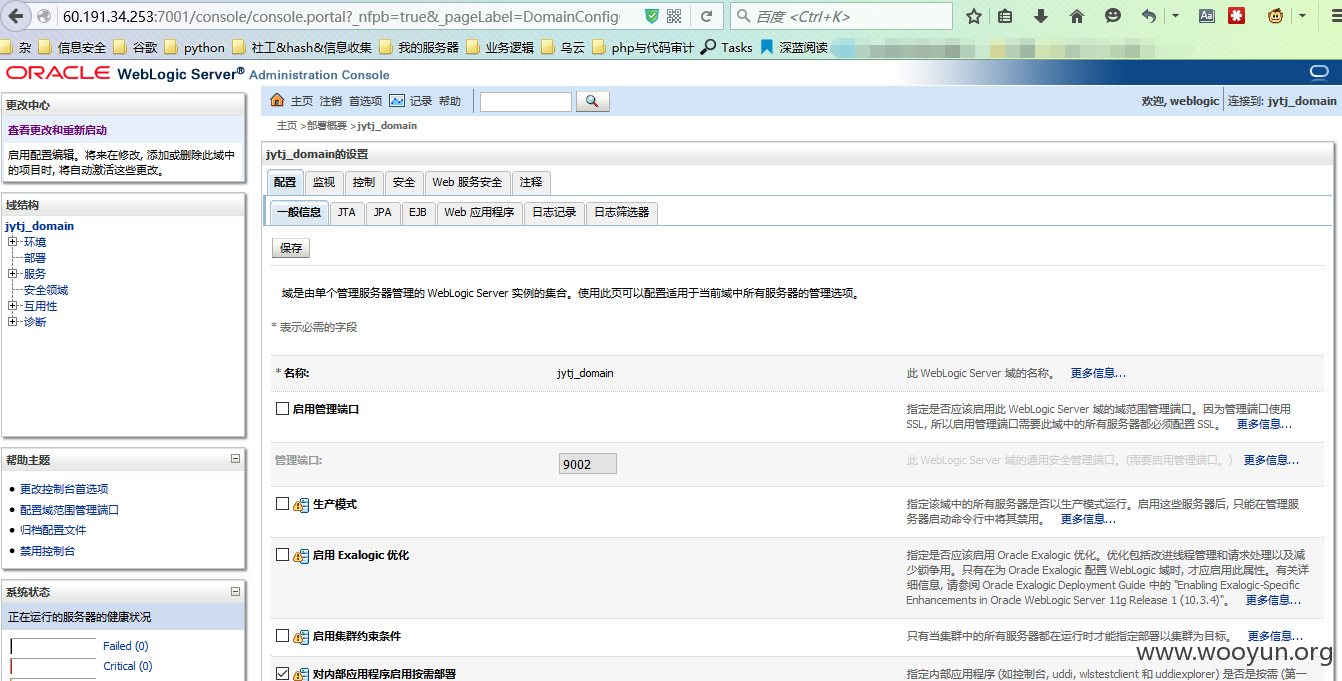 60.191.34.253:7001/console/console.portal?_nfpb=true&_pageLabel=DomainConfig
百度 <Ctrl+K>
杂 信息安全 谷歌 python 社工&hash&信息收集 我的服务器 业务逻辑 乌云 php与代码审计 Tasks 深蓝阅读
ORACLE WebLogic Server® Administration Console
更改中心
查看更改和重新启动
启用配置编辑。将来在修改, 添加或删除此域中
的项目时, 将自动激活这些更改。
域结构
jytj_domain
环境
部署
服务
安全领域
互用性
诊断
帮助主题
更改控制台首选项
配置域范围管理端口
归档配置文件
禁用控制台
系统状态
正在运行的服务器的健康状况
Failed (0)
Critical (0)
主页 注销 首选项 记录 帮助
欢迎, weblogic 连接到: jytj_domain
主页 >部署概要 >jytj_domain
jytj_domain的设置
配置 监视 控制 安全 Web 服务安全 注释
一般信息 JTA JPA EJB Web 应用程序 日志记录 日志筛选器
保存
域是由单个管理服务器管理的 WebLogic Server 实例的集合。使用此页可以配置适用于当前域中所有服务器的管理选项。
* 表示必需的字段
* 名称: jytj_domain 此 WebLogic Server 域的名称。 更多信息...
启用管理端口 指定是否应该启用此 WebLogic Server 域的域范围管理端口。因为管理端口使用
SSL, 所以启用管理端口需要此域中的所有服务器都必须配置 SSL。 更多信息...
管理端口: 9002 此 WebLogic Server 域的通用安全管理端口。(需要启用管理端口。) 更多信息...
生产模式 指定该域中的所有服务器是否以生产模式运行。启用这些服务器后, 只能在管理服
务器启动命令行中将其禁用。 更多信息...
启用 Exalogic 优化 指定是否应该启用 Oracle Exalogic 优化。优化包括改进线程管理和请求处理以及减
少锁争用。只有在为 Oracle Exalogic 配置 WebLogic 域时, 才应启用此属性。有关详
细信息, 请参阅 Oracle Exalogic Deployment Guide 中的 "Enabling Exalogic-Specific
Enhancements in Oracle WebLogic Server 11g Release 1 (10.3.4)"。 更多信息...
启用集群约束条件 只有当集群中的所有服务器都在运行时才能指定部署以集群为目标。 更多信息...
www.wooyun.org
对内部应用程序启用按需部署 指定内部应用程序 (如控制台, uddi, wlstestclient 和 uddiexplorer) 是否是按需 (第一